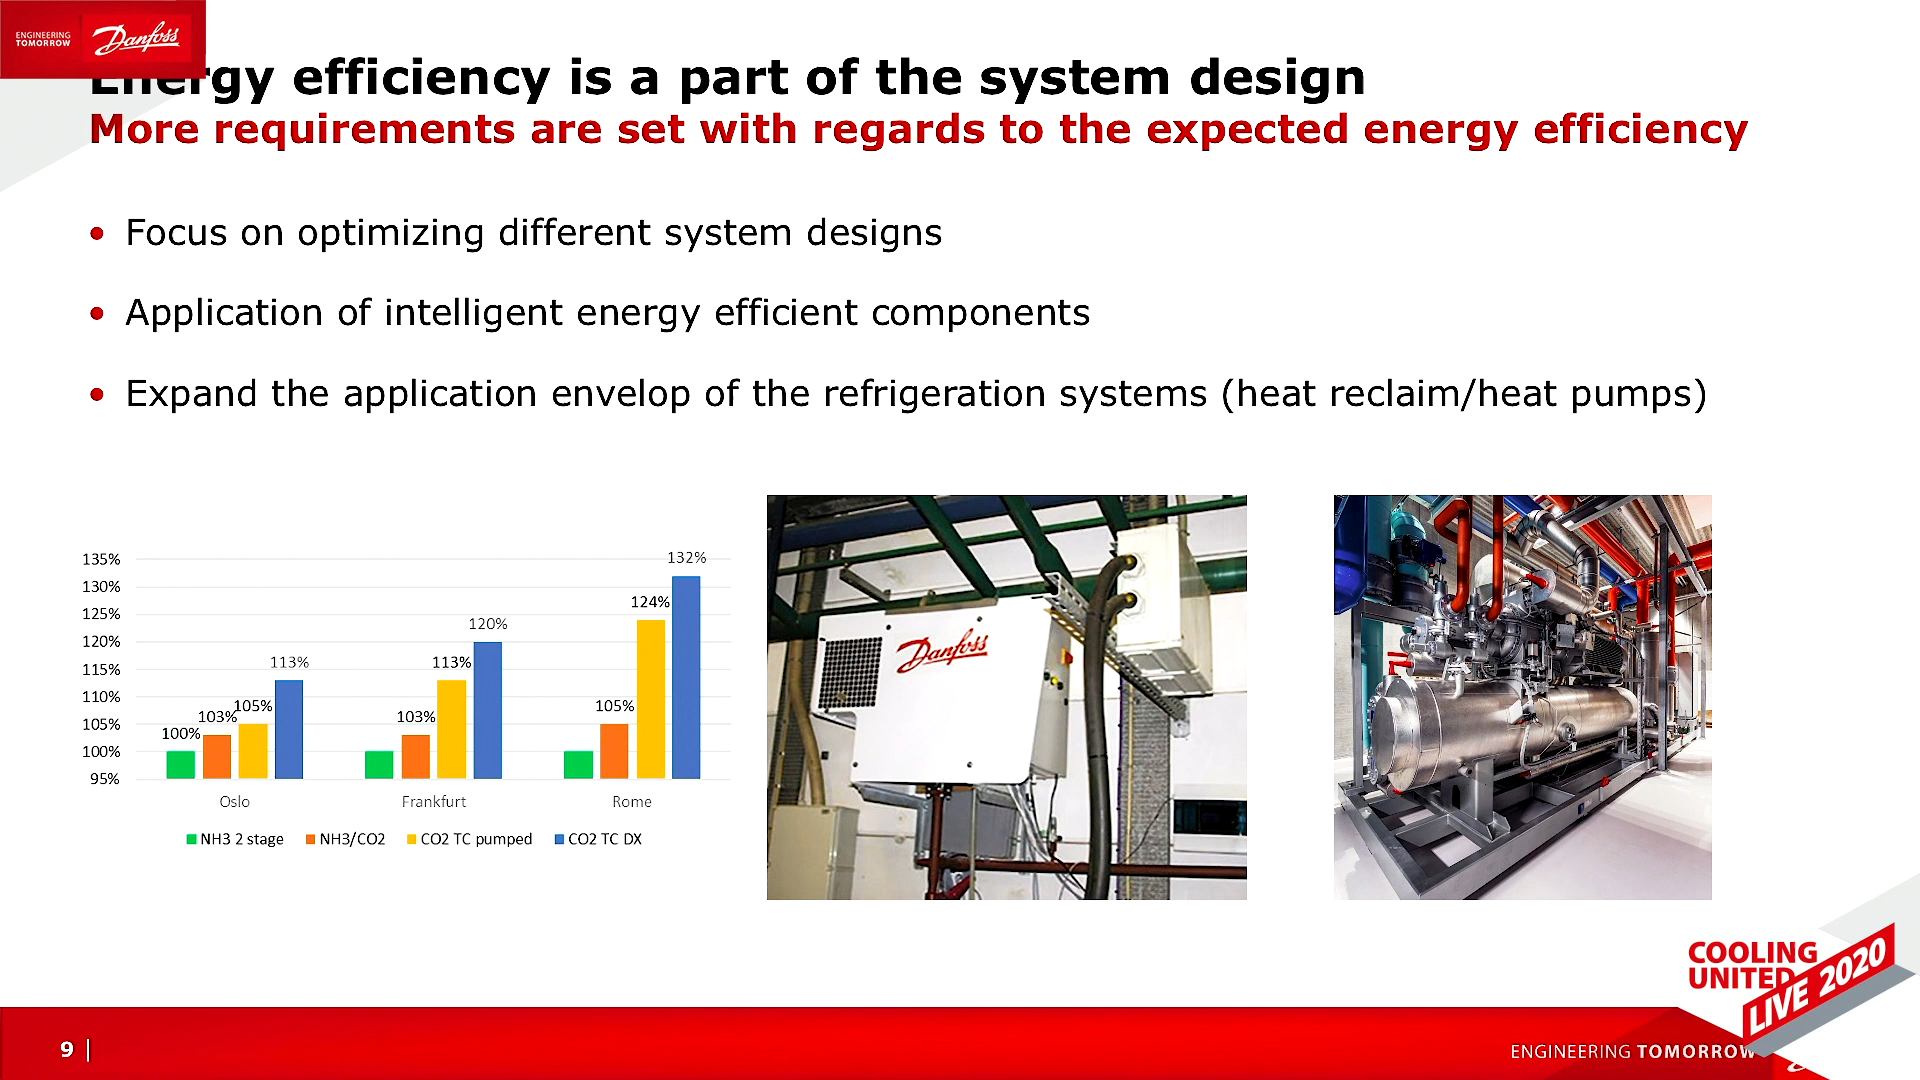 ENGINEERING
TOMORROW
Danfoss
Energy efficiency is a part of the system design
More requirements are set with regards to the expected energy efficiency
• Focus on optimizing different system designs
• Application of intelligent energy efficient components
• Expand the application envelop of the refrigeration systems (heat reclaim/heat pumps)
135%
130%
125%
120%
115%
110%
105%
100%
95%
100%
103%
105%
113%
103%
113%
120%
105%
124%
132%
Oslo
Frankfurt
Rome
NH3 2 stage
NH3/CO2
CO2 TC pumped
CO2 TC DX
Danfoss
COOLING
UNITED
LIVE 2020
9 |
ENGINEERING TOMORROW